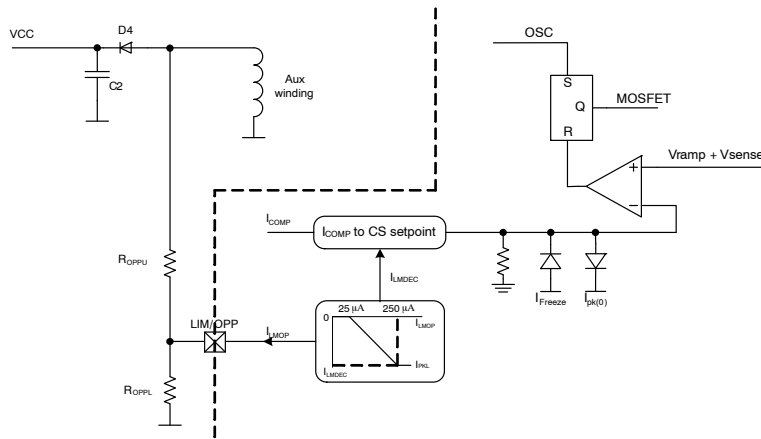 VCC
D4
C2
Aux
winding
OSC
S
Q
R
MOSFET
+
−
Vramp + Vsense
ICOMP
ICOMP to CS setpoint
ILMDEC
IFreeze
Ipk(0)
ROPPU
LIM/OPP
ILMOP
0
25 µA
250 µA
ILMOP
IPKL
ILMDEC
ROPPL